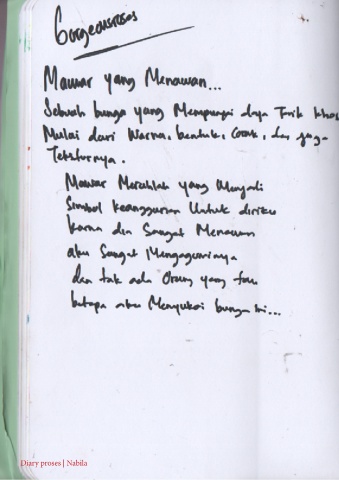 Gorgeousroses
Mawar yang Menawan...
Sebuah bunga yang Mempunyai daya Tarik khas
Mulai dari Warna, bentuk, Corak, dan juga
Teksturnya.
Mawar Merahlah yang Menjadi
Simbol keanggunan Untuk diriku
karna dia Sangat Menawan
aku Sangat Mengaguminya
dan tak ada Orang yang tau
betapa aku Menyukai bunga ini...
Diary proses | Nabila